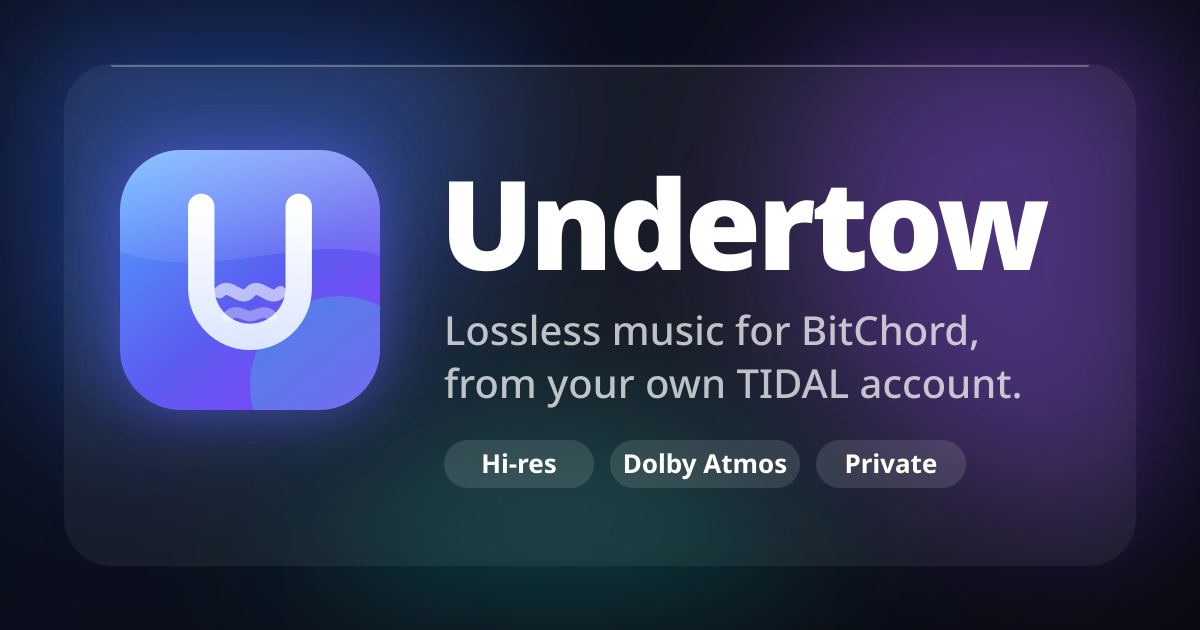 U
Undertow
Lossless music for BitChord,
from your own TIDAL account.
Hi-res Dolby Atmos Private